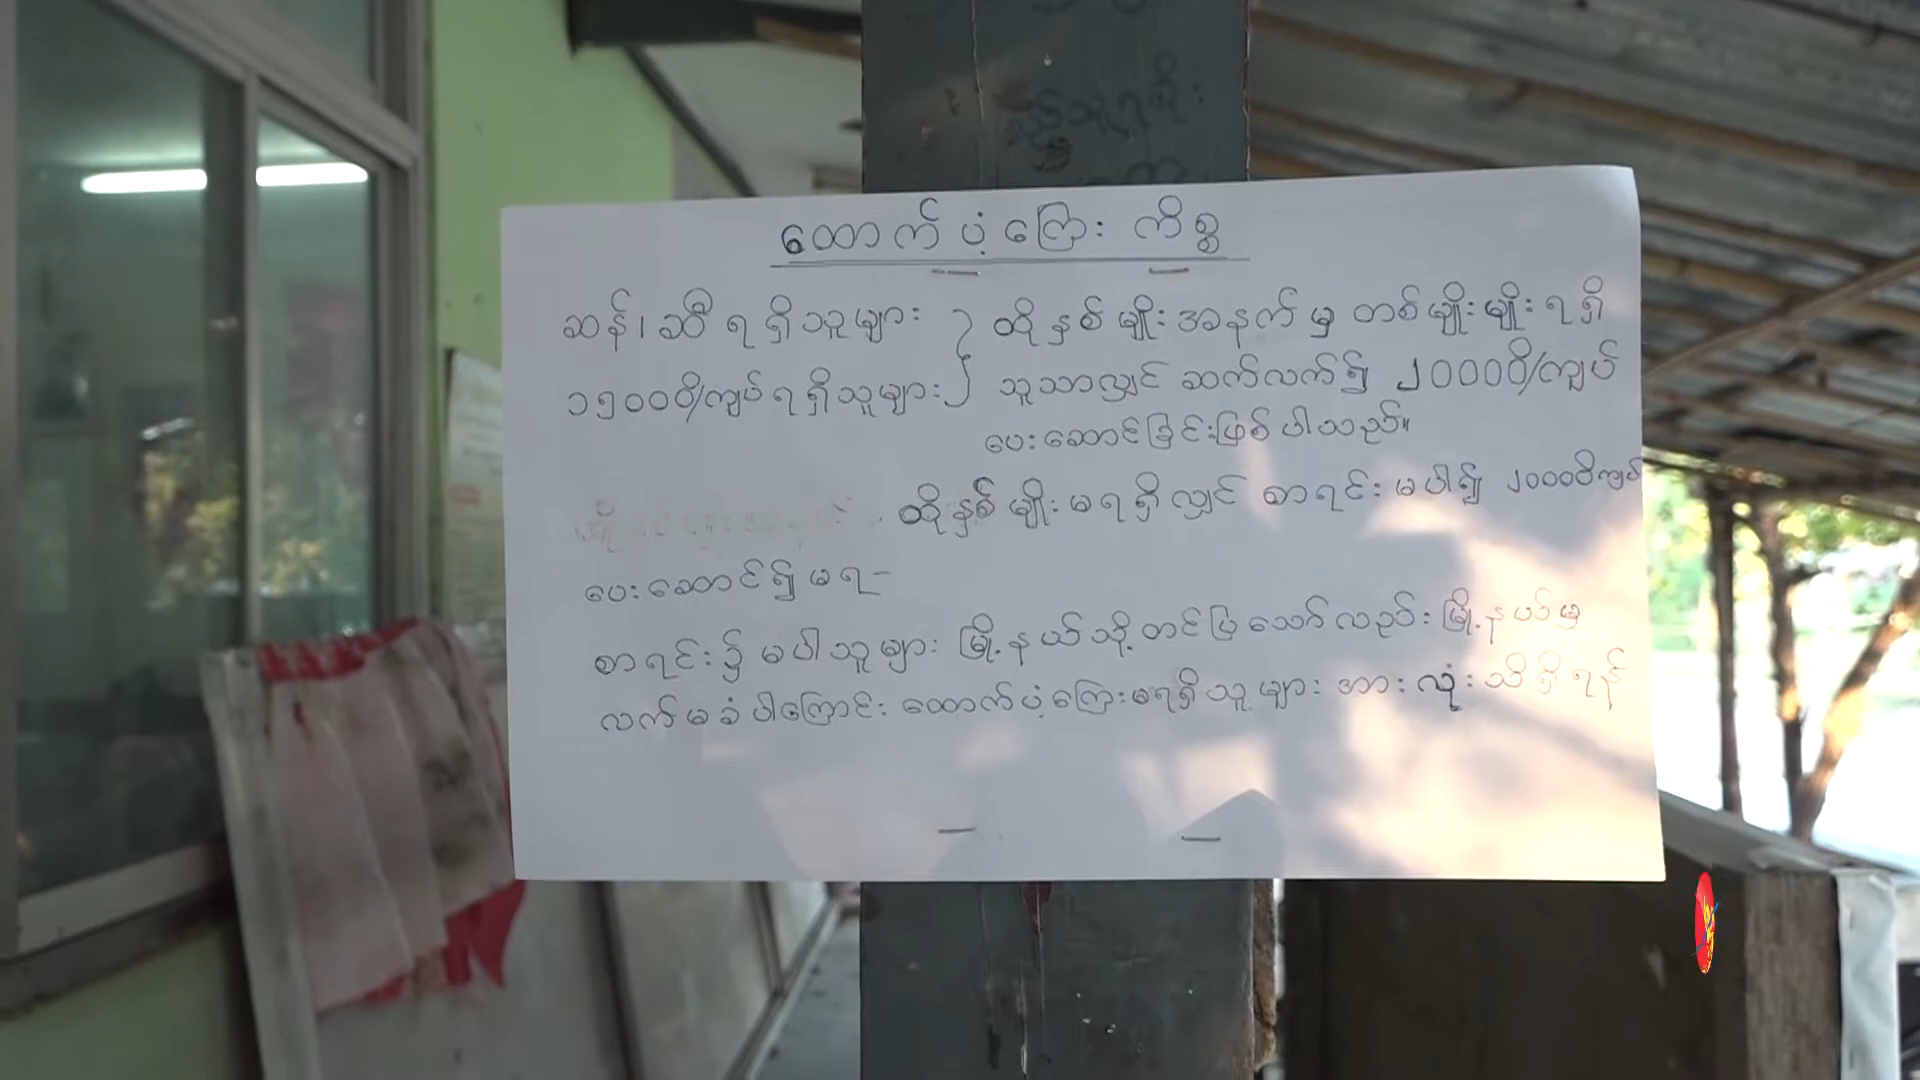 ထောက်ပံ့ကြေး ကိစ္စ
ဆန်၊ ဆီ ရရှိသူများ } ထိုနှစ်မျိုးအနက်မှ တစ်မျိုးမျိုးရရှိ
၁၅၀၀၀ိ/ကျပ်ရရှိသူများ } သူသာလျှင် ဆက်လက်၍ ၂၀၀၀၀ိ/ကျပ်
ပေးဆောင်ခြင်းဖြစ်ပါသည်။
ထိုနှစ်မျိုးမရရှိလျှင် စာရင်းမပါ၍ ၂၀၀၀၀ိကျပ်
ပေးဆောင်၍မရ-
စာရင်း၌ မပါသူများ မြို့နယ်သို့တင်ပြသော်လည်း မြို့နယ်မှ
လက်မခံပါကြောင်း ထောက်ပံ့ကြေးမရရှိသူများ အားလုံးသိရှိရန်